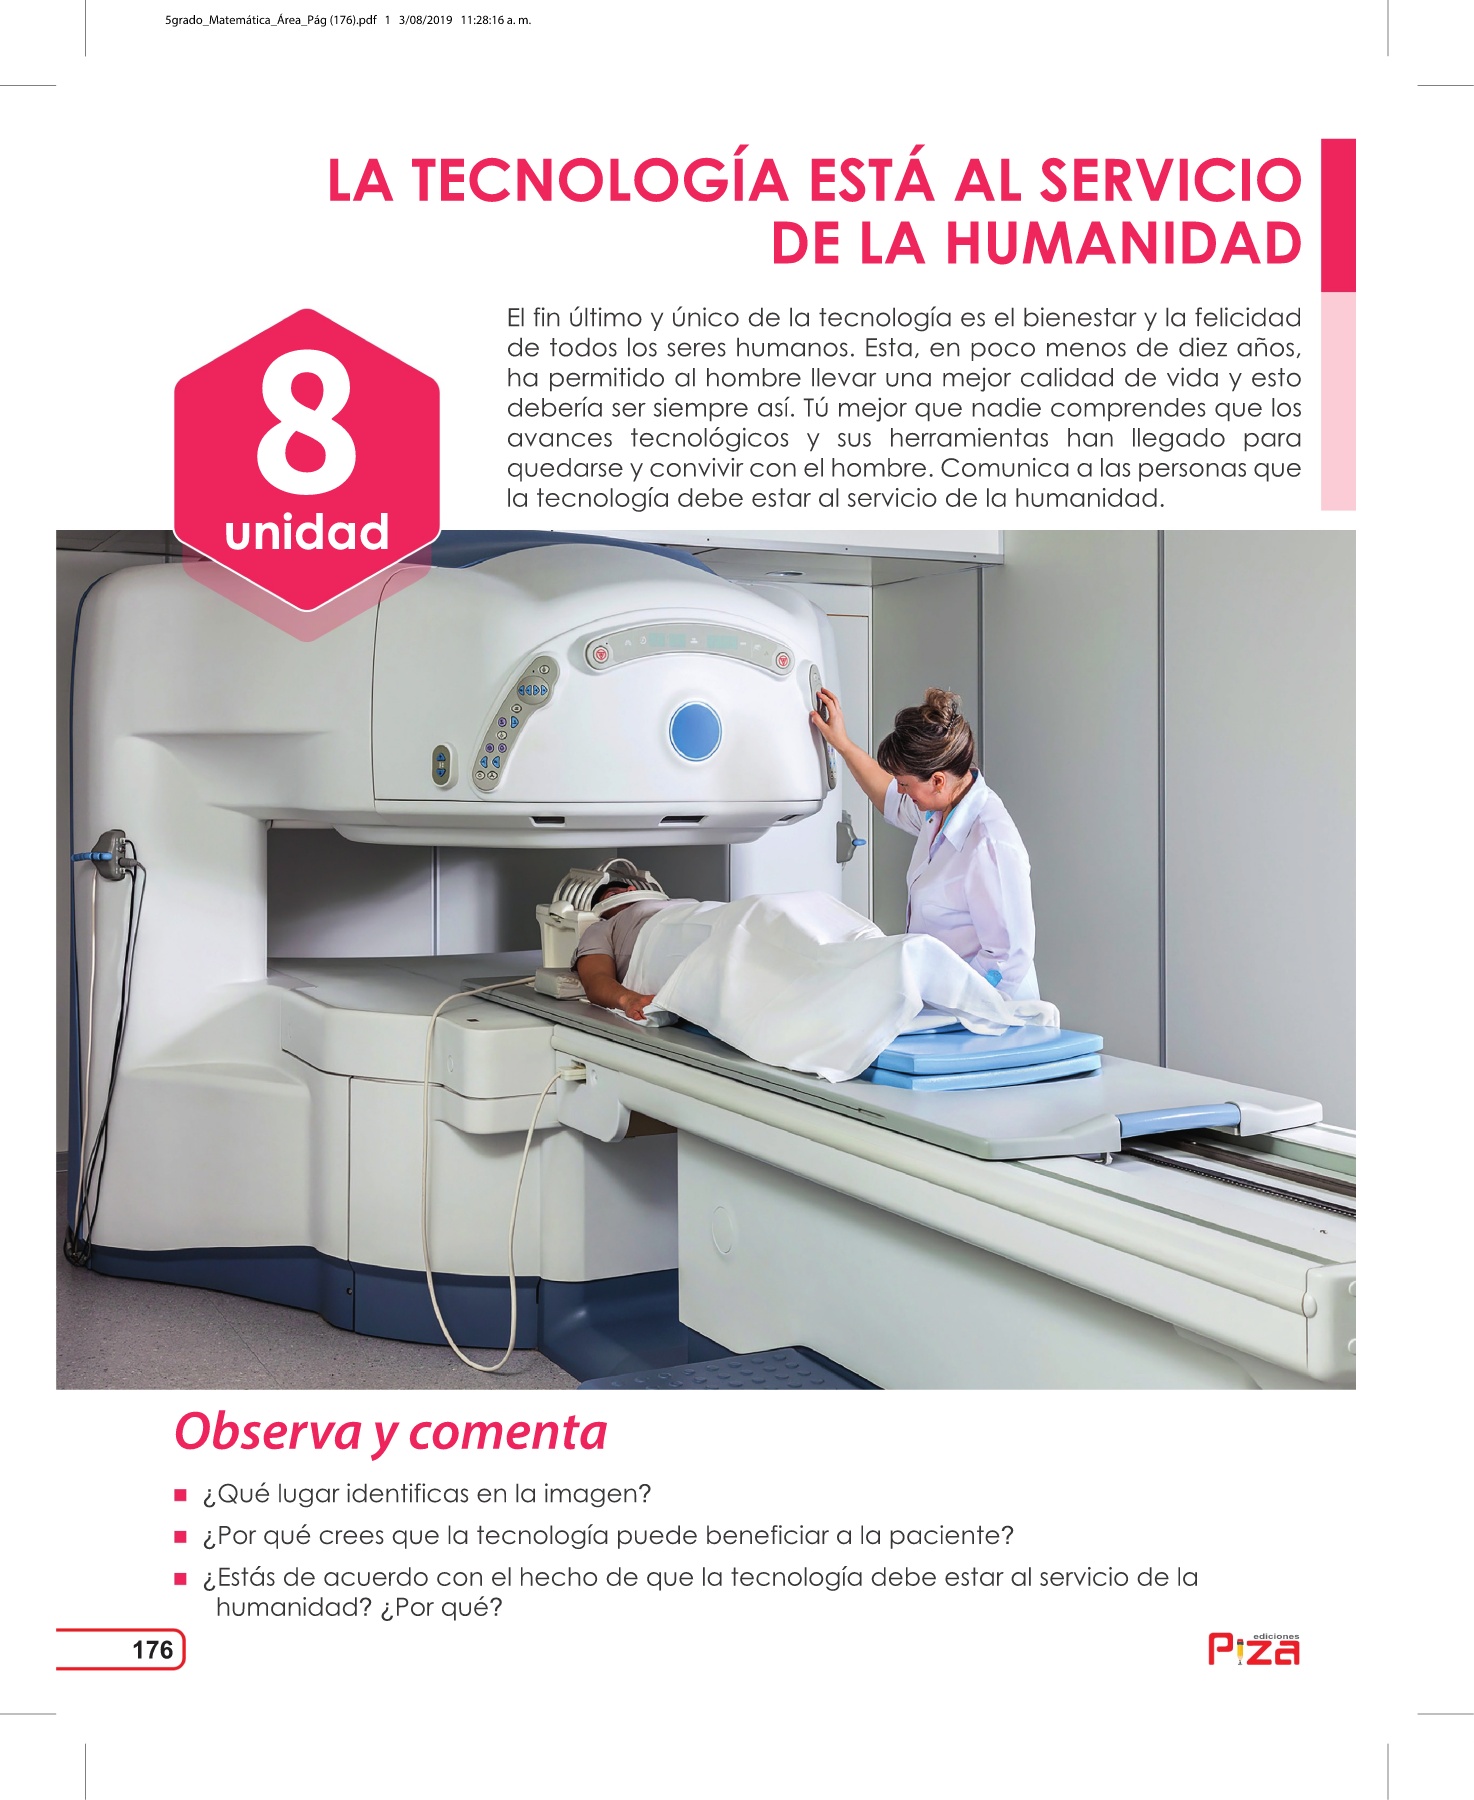 5grado_Matemática_Área_Pág (176).pdf 1 3/08/2019 11:28:16 a. m.
LA TECNOLOGÍA ESTÁ AL SERVICIO
DE LA HUMANIDAD
8
unidad
El fin último y único de la tecnología es el bienestar y la felicidad
de todos los seres humanos. Esta, en poco menos de diez años,
ha permitido al hombre llevar una mejor calidad de vida y esto
debería ser siempre así. Tú mejor que nadie comprendes que los
avances tecnológicos y sus herramientas han llegado para
quedarse y convivir con el hombre. Comunica a las personas que
la tecnología debe estar al servicio de la humanidad.
Observa y comenta
¿Qué lugar identificas en la imagen?
¿Por qué crees que la tecnología puede beneficiar a la paciente?
¿Estás de acuerdo con el hecho de que la tecnología debe estar al servicio de la
humanidad? ¿Por qué?
176
ediciones
Piza